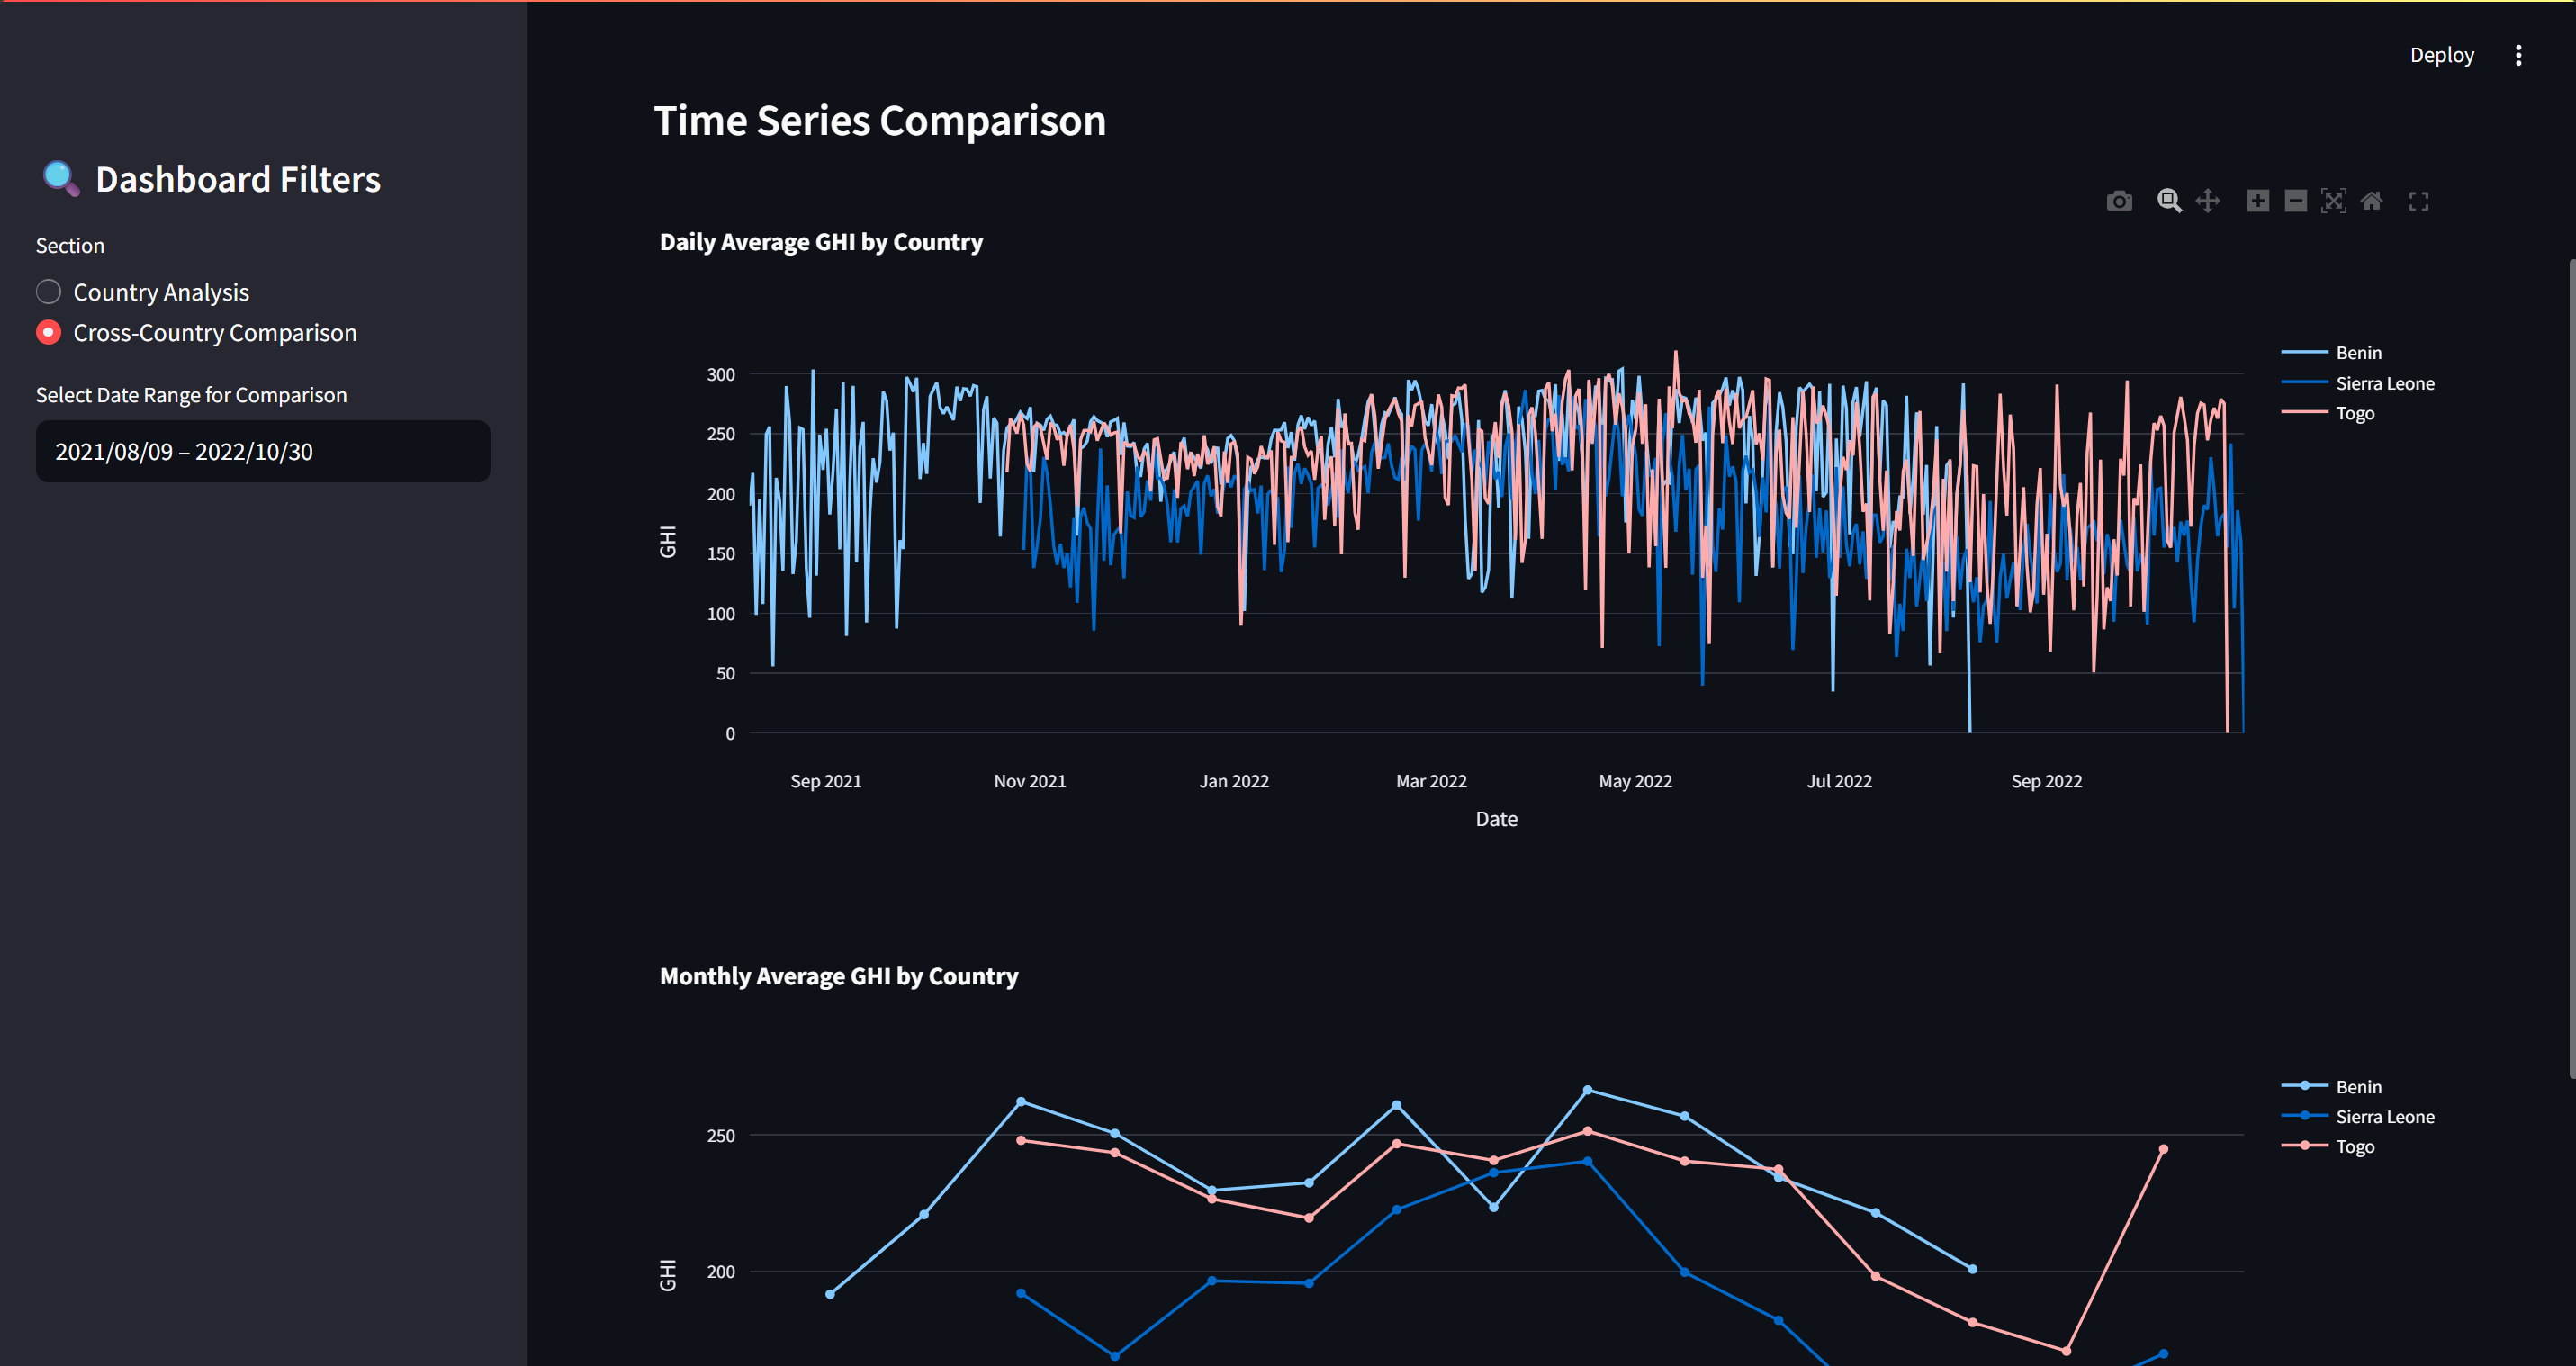 Deploy
Time Series Comparison
Dashboard Filters
Section
Country Analysis
Cross-Country Comparison
Select Date Range for Comparison
2021/08/09 – 2022/10/30
Daily Average GHI by Country
Benin
Sierra Leone
Togo
300
250
200
150
100
50
0
GHI
Sep 2021
Nov 2021
Jan 2022
Mar 2022
May 2022
Jul 2022
Sep 2022
Date
Monthly Average GHI by Country
Benin
Sierra Leone
Togo
250
200
GHI